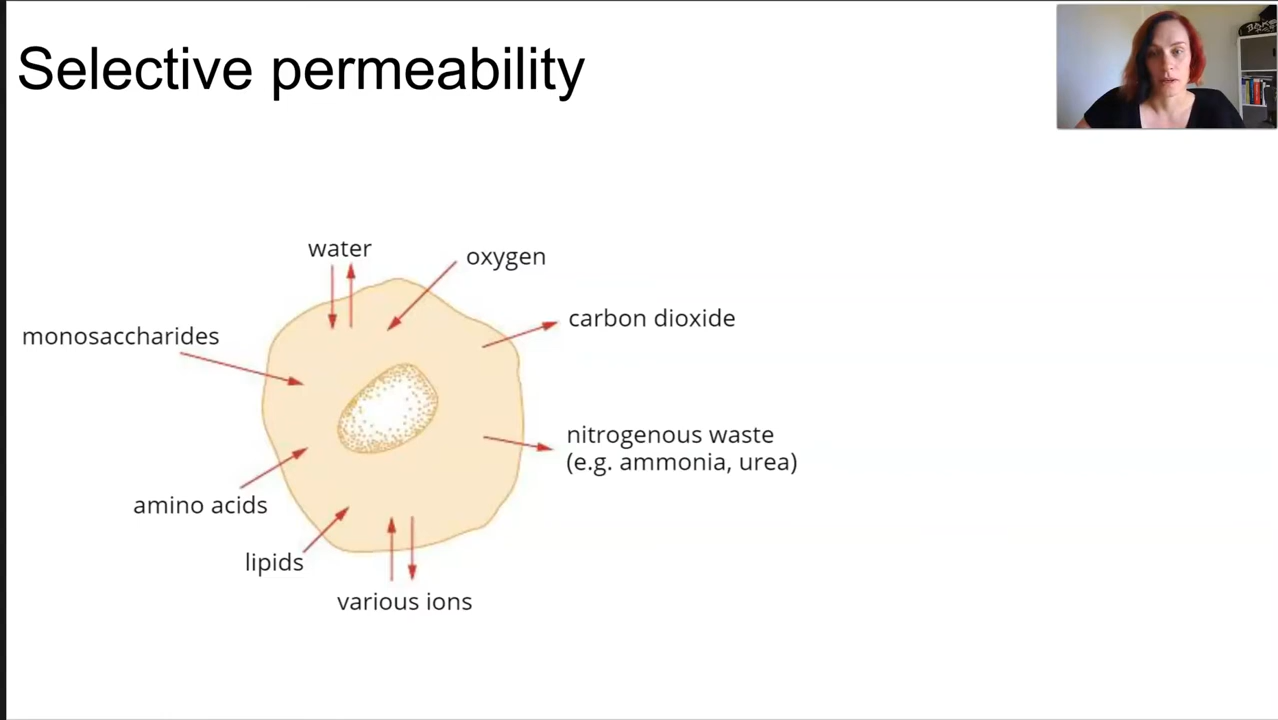 Selective permeability
water
oxygen
carbon dioxide
monosaccharides
nitrogenous waste
(e.g. ammonia, urea)
amino acids
lipids
various ions